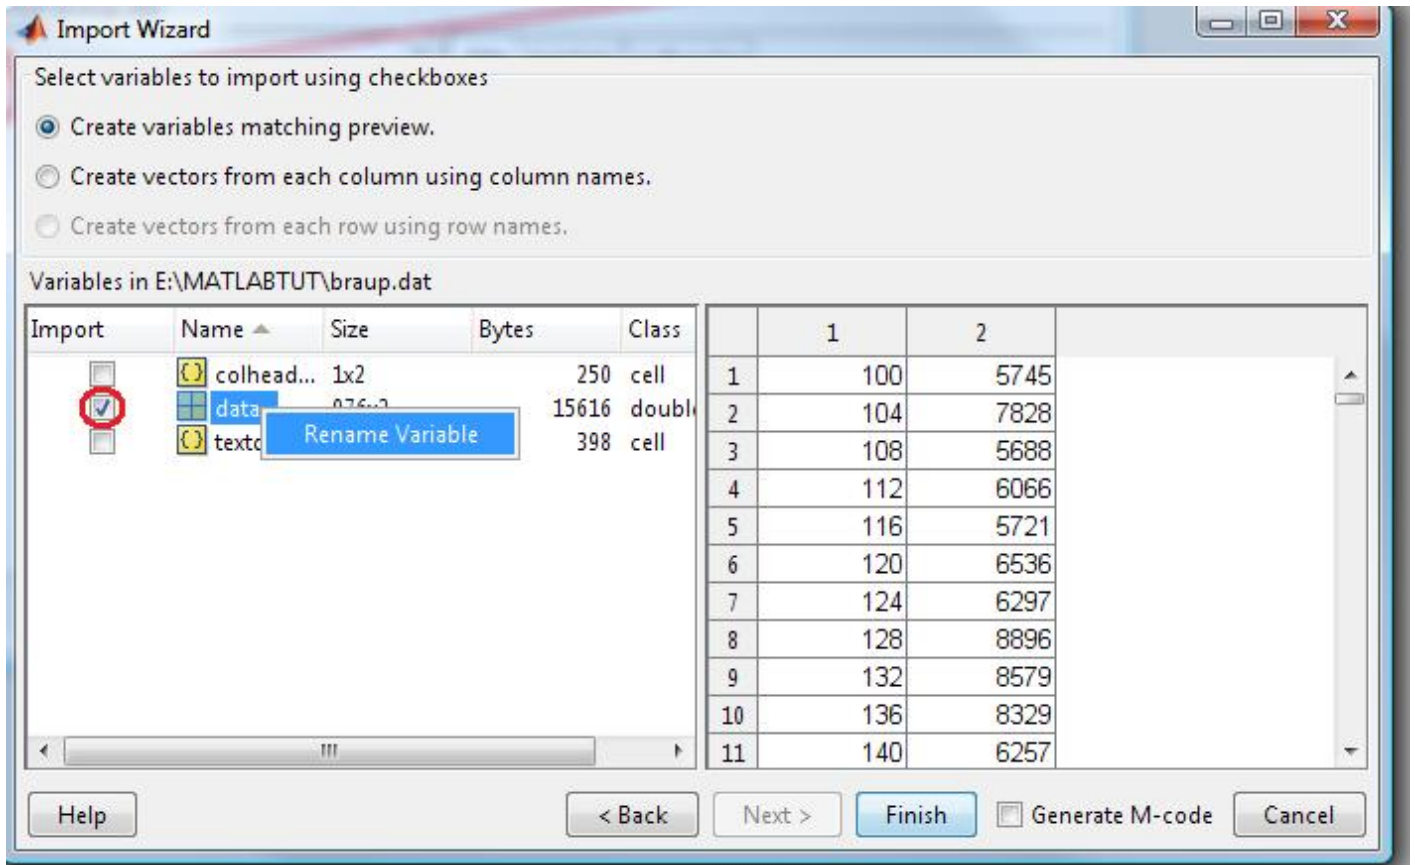 Import Wizard
Select variables to import using checkboxes
Create variables matching preview.
Create vectors from each column using column names.
Create vectors from each row using row names.
Variables in E:\MATLABTUT\braup.dat
Import Name Size Bytes Class
colhead... 1x2 250 cell
data 15616 double
398 cell
Rename Variable
1 2
1 100 5745
2 104 7828
3 108 5688
4 112 6066
5 116 5721
6 120 6536
7 124 6297
8 128 8896
9 132 8579
10 136 8329
11 140 6257
Help < Back Next > Finish Generate M-code Cancel